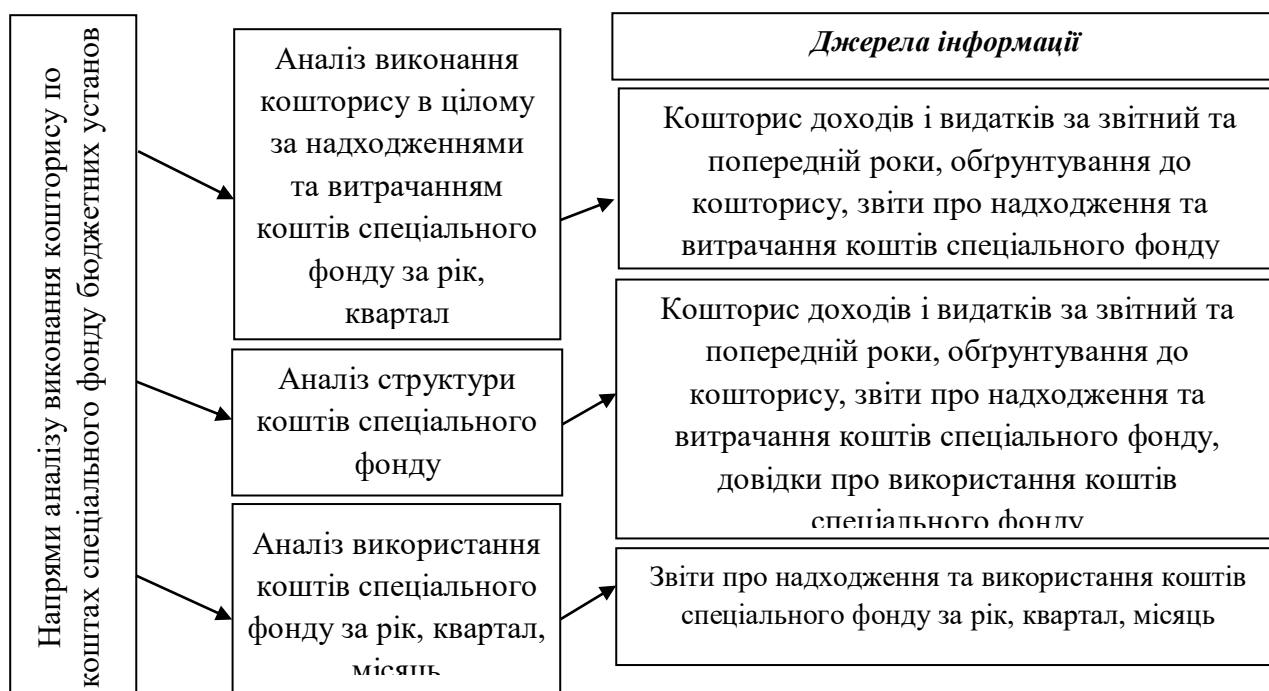 Напрями аналізу виконання кошторису по
коштах спеціального фонду бюджетних установ
Аналіз виконання
кошторису в цілому
за надходженнями
та витрачанням
коштів спеціального
фонду за рік,
квартал
Аналіз структури
коштів спеціального
фонду
Аналіз використання
коштів спеціального
фонду за рік, квартал,
місяць
Джерела інформації
Кошторис доходів і видатків за звітний та
попередній роки, обґрунтування до
кошторису, звіти про надходження та
витрачання коштів спеціального фонду
Кошторис доходів і видатків за звітний та
попередній роки, обґрунтування до
кошторису, звіти про надходження та
витрачання коштів спеціального фонду,
довідки про використання коштів
спеціального фонду
Звіти про надходження та використання коштів
спеціального фонду за рік, квартал, місяць